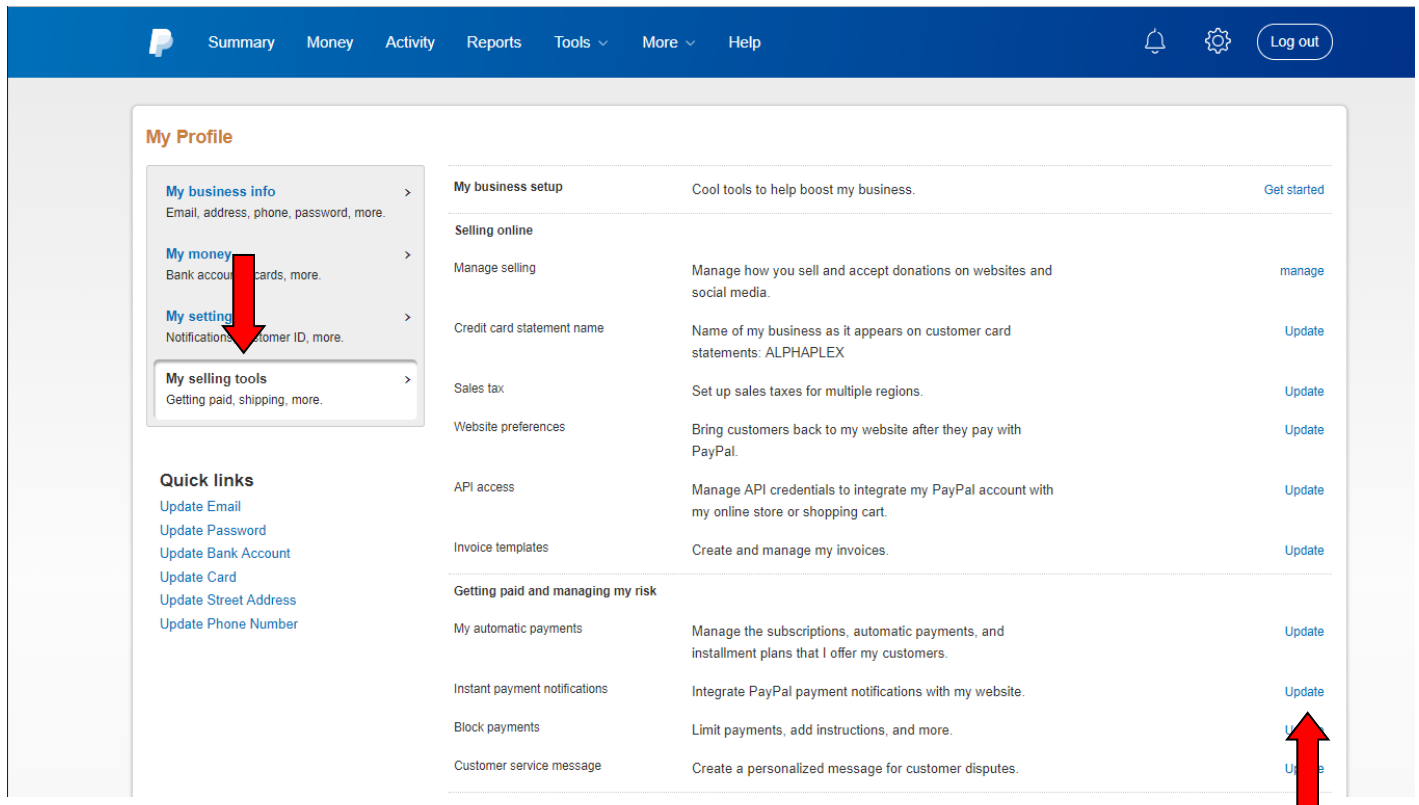 Summary Money Activity Reports Tools More Help Log out
My Profile
My business info
Email, address, phone, password, more.
My money
Bank cards, more.
My
Notifications ID, more.
My selling tools
Getting paid, shipping, more.
Quick links
Update Email
Update Password
Update Bank Account
Update Card
Update Street Address
Update Phone Number
My business setup Cool tools to help boost my business. Get started
Selling online
Manage selling Manage how you sell and accept donations on websites and manage
social media.
Credit card statement name Name of my business as it appears on customer card Update
statements: ALPHAPLEX
Sales tax Set up sales taxes for multiple regions. Update
Website preferences Bring customers back to my website after they pay with Update
PayPal.
API access Manage API credentials to integrate my PayPal account with Update
my online store or shopping cart.
Invoice templates Create and manage my invoices. Update
Getting paid and managing my risk
My automatic payments Manage the subscriptions, automatic payments, and Update
installment plans that I offer my customers.
Instant payment notifications Integrate PayPal payment notifications with my website. Update
Block payments Limit payments, add instructions, and more.
Customer service message Create a personalized message for customer disputes.